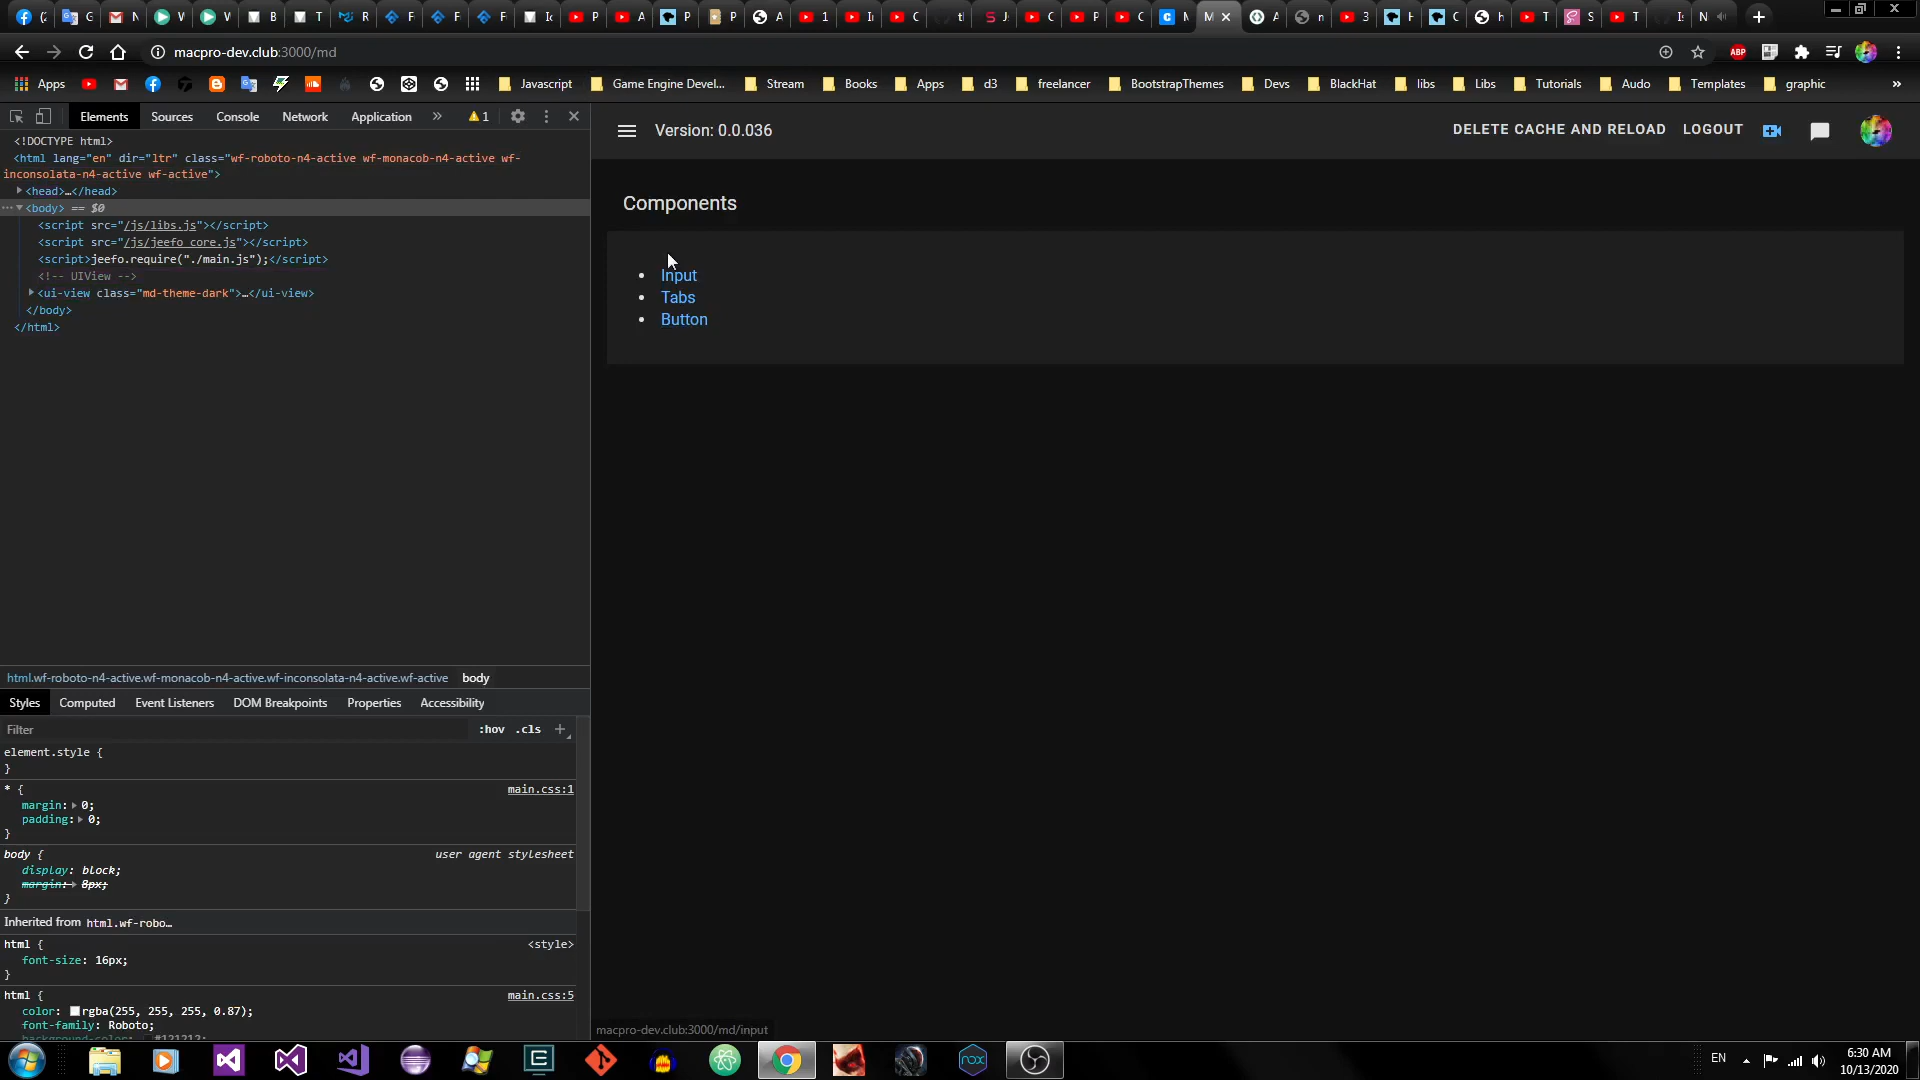 macpro-dev.club:3000/md
Apps
Javascript
Game Engine Devel...
Stream
Books
Apps
d3
freelancer
BootstrapThemes
Devs
BlackHat
libs
Libs
Tutorials
Audo
Templates
graphic
»
Elements
Sources
Console
Network
Application
»
1
Version: 0.0.036
DELETE CACHE AND RELOAD
LOGOUT
<!DOCTYPE html>
<html lang="en" dir="ltr" class="wf-roboto-n4-active wf-monacob-n4-active wf-
inconsolata-n4-active wf-active">
<head>…</head>
<body> == $0
<script src="/js/libs.js"></script>
<script src="/js/jeefo_core.js"></script>
<script>jeefo.require("./main.js");</script>
<!-- UIView -->
<ui-view class="md-theme-dark">…</ui-view>
</body>
</html>
Components
Input
Tabs
Button
html.wf-roboto-n4-active.wf-monacob-n4-active.wf-inconsolata-n4-active.wf-active
body
Styles
Computed
Event Listeners
DOM Breakpoints
Properties
Accessibility
Filter
:hov .cls
element.style {
}
* {
main.css:1
margin: 0;
padding: 0;
}
body {
user agent stylesheet
display: block;
margin: 8px;
}
Inherited from html.wf-robo…
html {
<style>
font-size: 16px;
}
html {
main.css:5
color: rgba(255, 255, 255, 0.87);
font-family: Roboto;
background-color: #121212;
macpro-dev.club:3000/md/input
EN
6:30 AM
10/13/2020